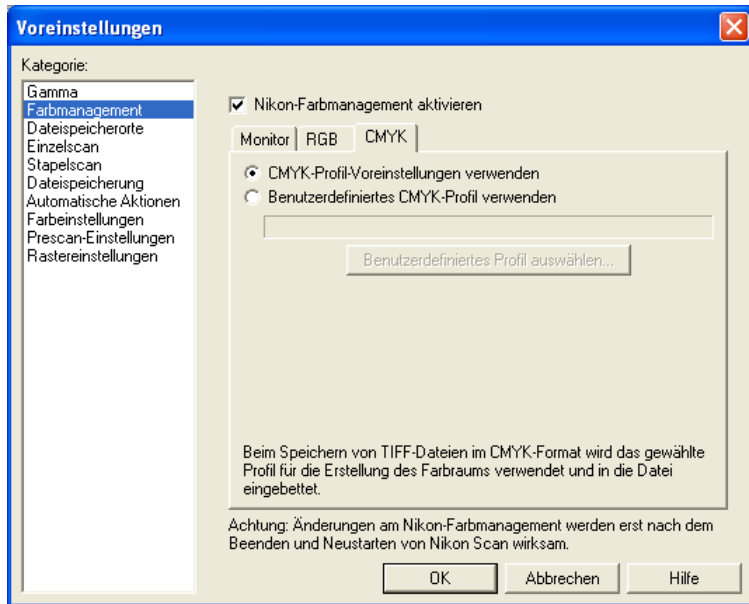 Voreinstellungen
Kategorie:
Gamma
Farbmanagement
Dateispeicherorte
Einzelscan
Stapelscan
Dateispeicherung
Automatische Aktionen
Farbeinstellungen
Prescan-Einstellungen
Rastereinstellungen
Nikon-Farbmanagement aktivieren
Monitor RGB CMYK
CMYK-Profil-Voreinstellungen verwenden
Benutzerdefiniertes CMYK-Profil verwenden
Benutzerdefiniertes Profil auswählen...
Beim Speichern von TIFF-Dateien im CMYK-Format wird das gewählte
Profil für die Erstellung des Farbraums verwendet und in die Datei
eingebettet.
Achtung: Änderungen am Nikon-Farbmanagement werden erst nach dem
Beenden und Neustarten von Nikon Scan wirksam.
OK Abbrechen Hilfe